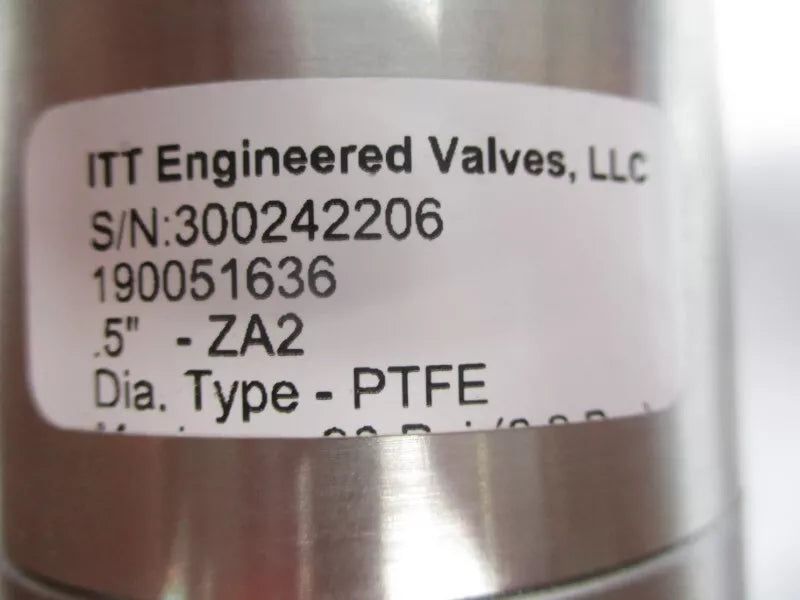 ITT Engineered Valves, LLC
S/N:300242206
190051636
.5" - ZA2
Dia. Type - PTFE